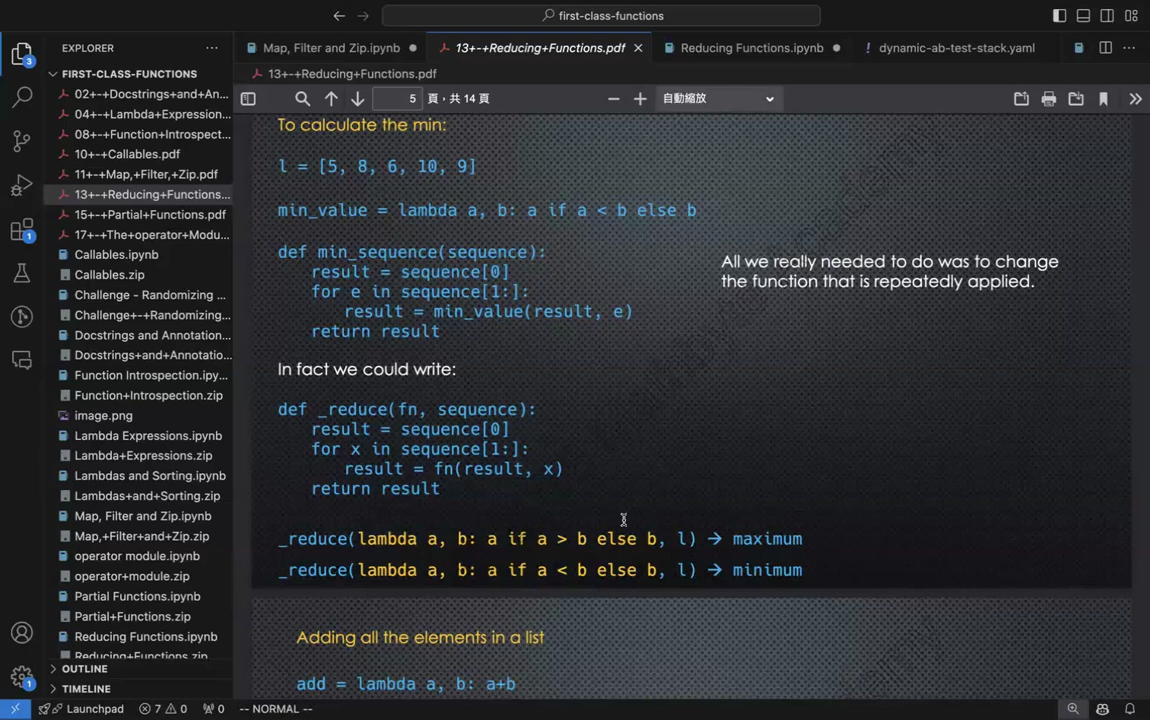 first-class-functions
EXPLORER
FIRST-CLASS-FUNCTIONS
02+-+Docstrings+and+An...
04+-+Lambda+Expression...
08+-+Function+Introspect...
10+-+Callables.pdf
11+-+Map,+Filter,+Zip.pdf
13+-+Reducing+Functions...
15+-+Partial+Functions.pdf
17+-+The+operator+Modu...
Callables.ipynb
Callables.zip
Challenge - Randomizing ...
Challenge+-+Randomizing...
Docstrings and Annotation...
Docstrings+and+Annotatio...
Function Introspection.ipy...
Function+Introspection.zip
image.png
Lambda Expressions.ipynb
Lambda+Expressions.zip
Lambdas and Sorting.ipynb
Lambdas+and+Sorting.zip
Map, Filter and Zip.ipynb
Map,+Filter+and+Zip.zip
operator module.ipynb
operator+module.zip
Partial Functions.ipynb
Partial+Functions.zip
Reducing Functions.ipynb
Reducing+Functions.zip
OUTLINE
TIMELINE
3
1
1
Map, Filter and Zip.ipynb
13+-+Reducing+Functions.pdf
Reducing Functions.ipynb
dynamic-ab-test-stack.yaml
13+-+Reducing+Functions.pdf
5 頁，共 14 頁
自動縮放
To calculate the min:
l = [5, 8, 6, 10, 9]
min_value = lambda a, b: a if a < b else b
def min_sequence(sequence):
result = sequence[0]
for e in sequence[1:]:
result = min_value(result, e)
return result
All we really needed to do was to change
the function that is repeatedly applied.
In fact we could write:
def _reduce(fn, sequence):
result = sequence[0]
for x in sequence[1:]:
result = fn(result, x)
return result
_reduce(lambda a, b: a if a > b else b, l) → maximum
_reduce(lambda a, b: a if a < b else b, l) → minimum
Adding all the elements in a list
add = lambda a, b: a+b
Launchpad
7
0
0
-- NORMAL --